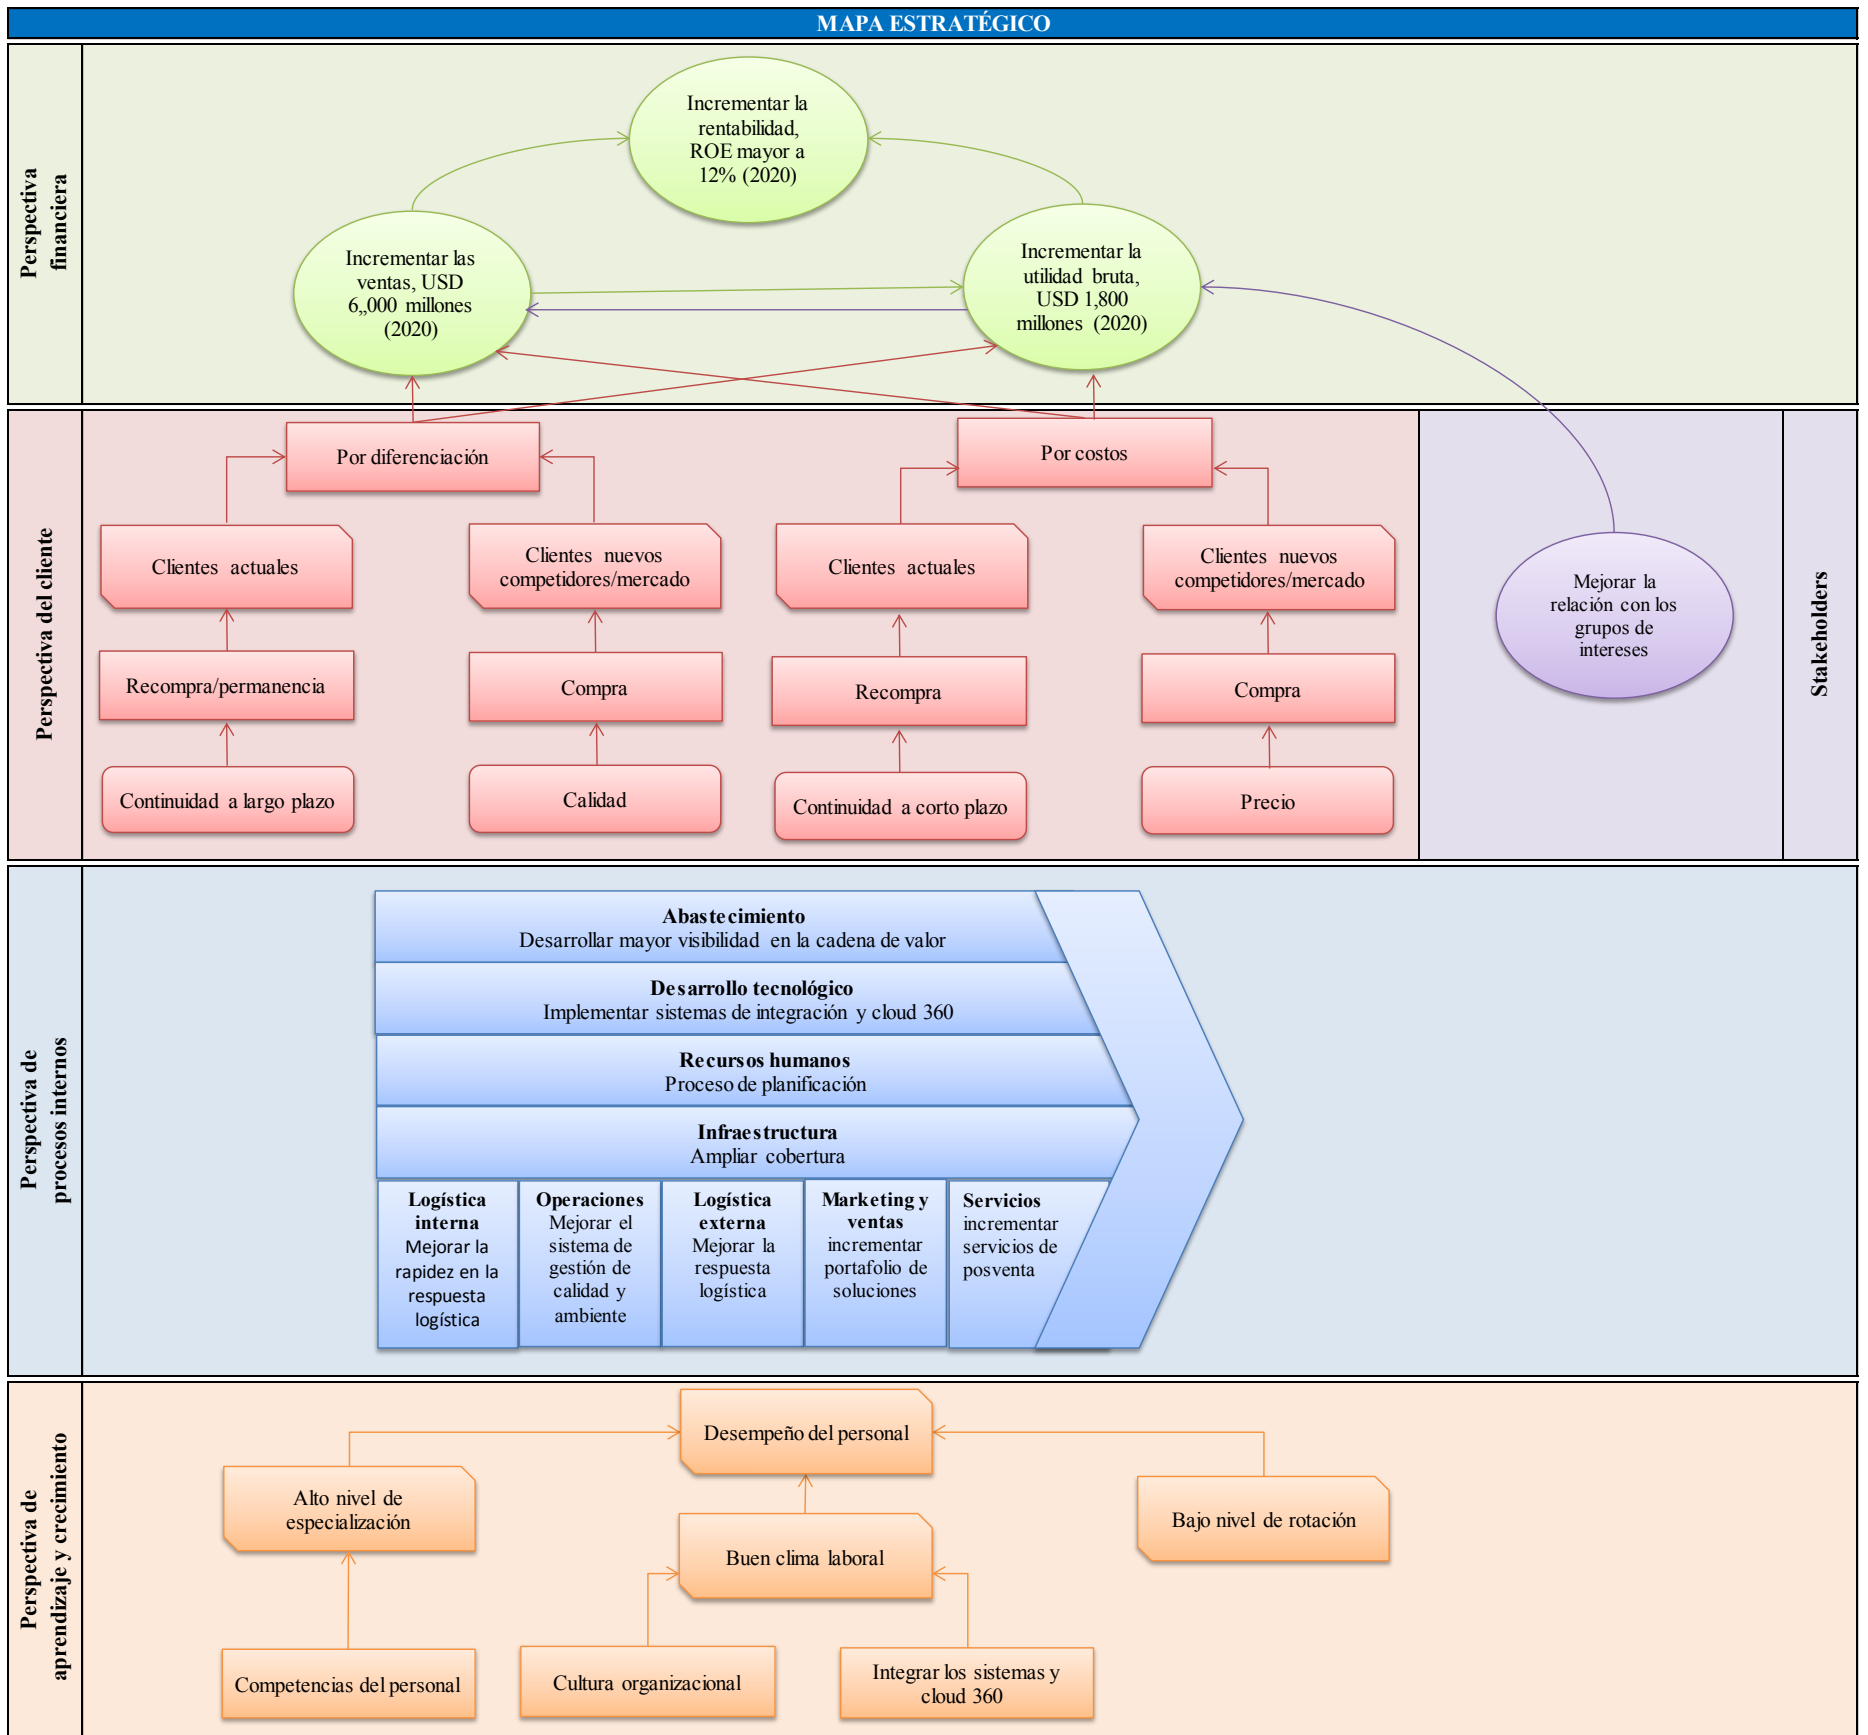 MAPA ESTRATÉGICO
Perspectiva
financiera
Incrementar la
rentabilidad,
ROE mayor a
12% (2020)
Incrementar las
ventas, USD
6,,000 millones
(2020)
Incrementar la
utilidad bruta,
USD 1,800
millones (2020)
Perspectiva del cliente
Por diferenciación
Por costos
Clientes actuales
Clientes nuevos
competidores/mercado
Clientes actuales
Clientes nuevos
competidores/mercado
Recompra/permanencia
Compra
Recompra
Compra
Continuidad a largo plazo
Calidad
Continuidad a corto plazo
Precio
Mejorar la
relación con los
grupos de
intereses
Stakeholders
Perspectiva de
procesos internos
Abastecimiento
Desarrollar mayor visibilidad en la cadena de valor
Desarrollo tecnológico
Implementar sistemas de integración y cloud 360
Recursos humanos
Proceso de planificación
Infraestructura
Ampliar cobertura
Logística
interna
Mejorar la
rapidez en la
respuesta
logística
Operaciones
Mejorar el
sistema de
gestión de
calidad y
ambiente
Logística
externa
Mejorar la
respuesta
logística
Marketing y
ventas
incrementar
portafolio de
soluciones
Servicios
incrementar
servicios de
posventa
Perspectiva de
aprendizaje y crecimiento
Desempeño del personal
Alto nivel de
especialización
Buen clima laboral
Bajo nivel de rotación
Competencias del personal
Cultura organizacional
Integrar los sistemas y
cloud 360